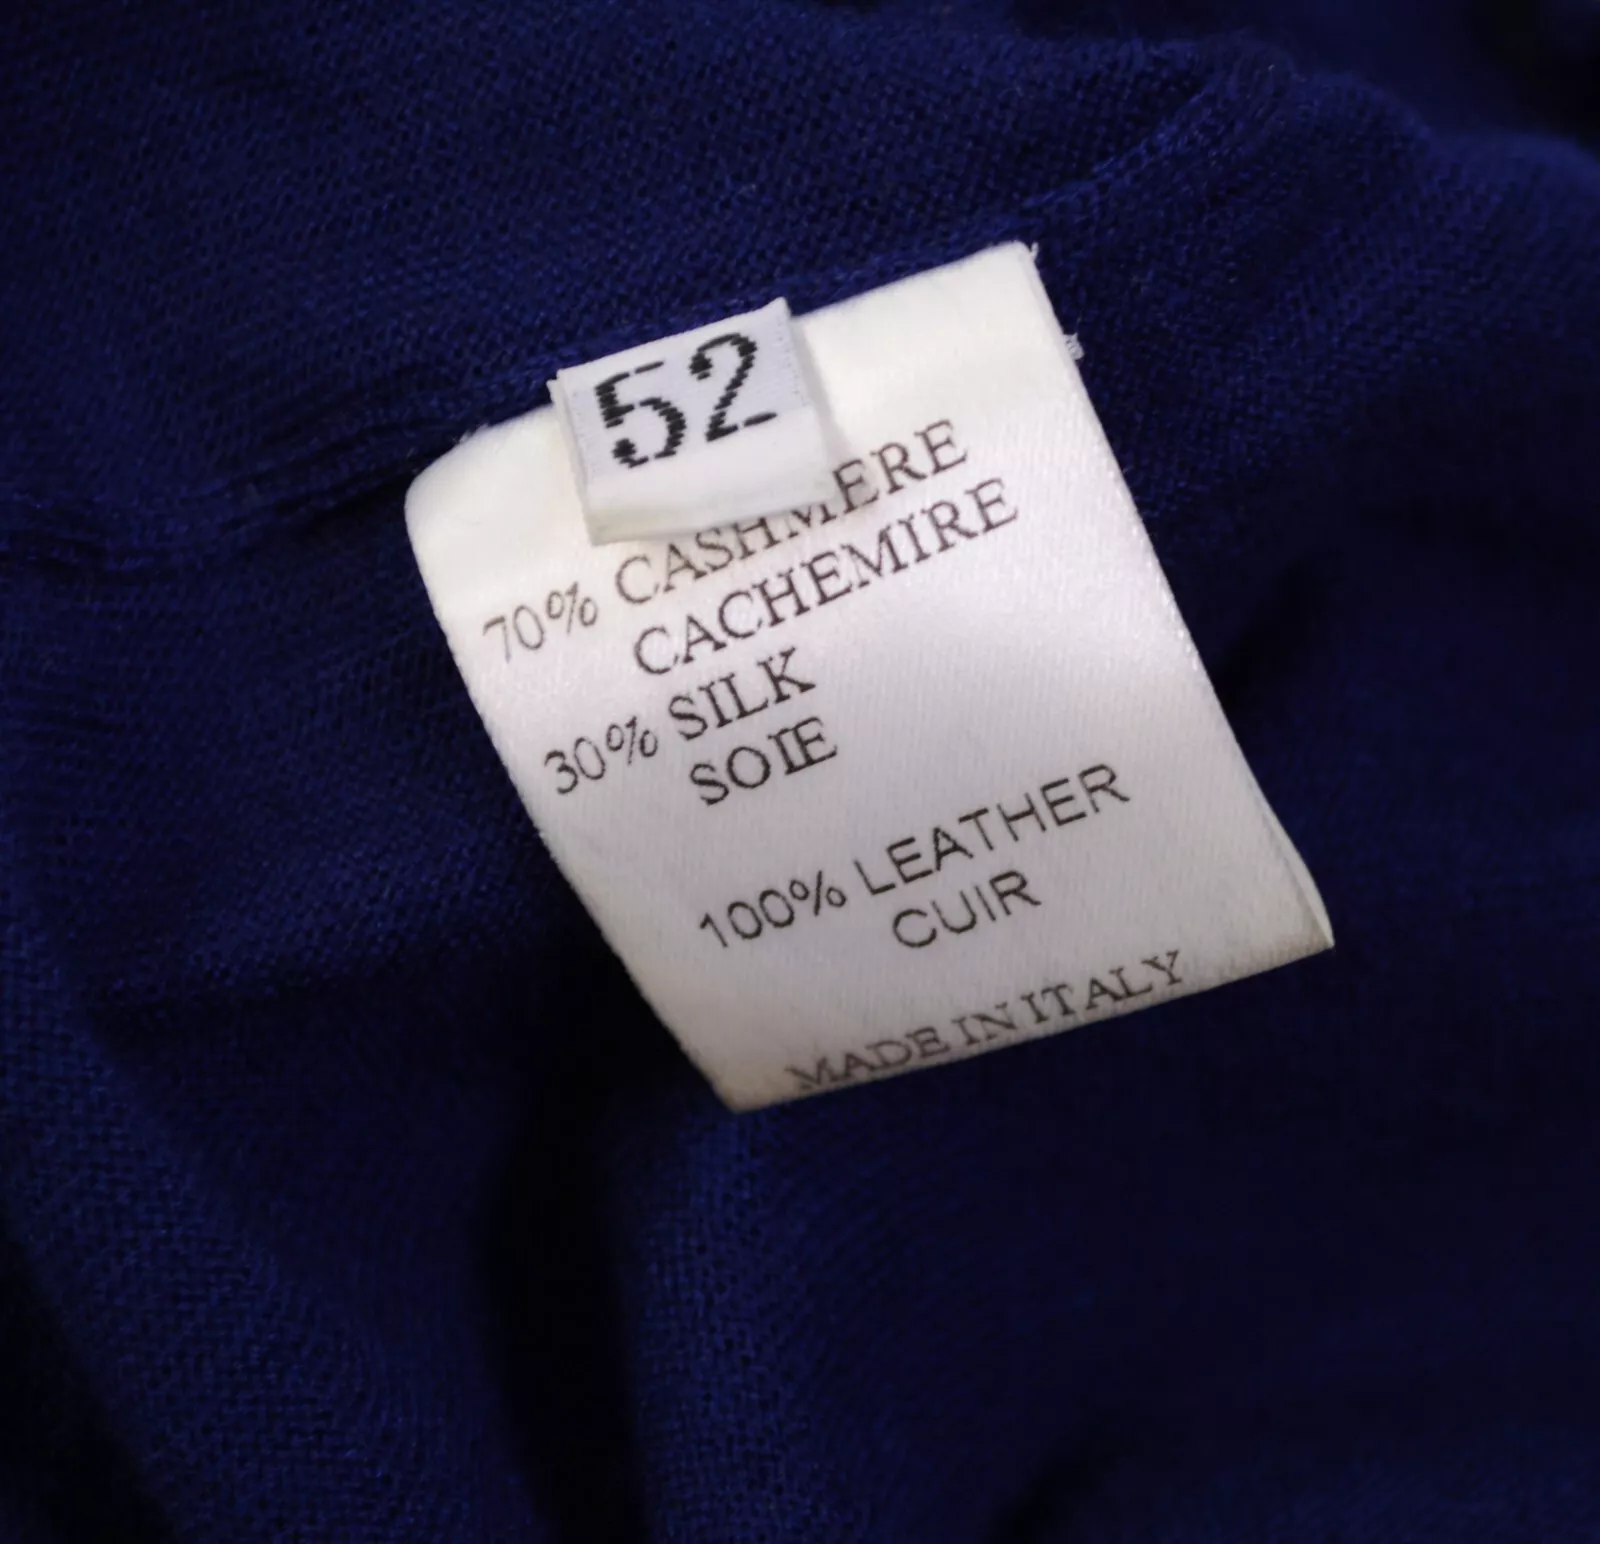 52
70% CASHMERE
CACHEMIRE
30% SILK
SOIE
100% LEATHER
CUIR
MADE IN ITALY